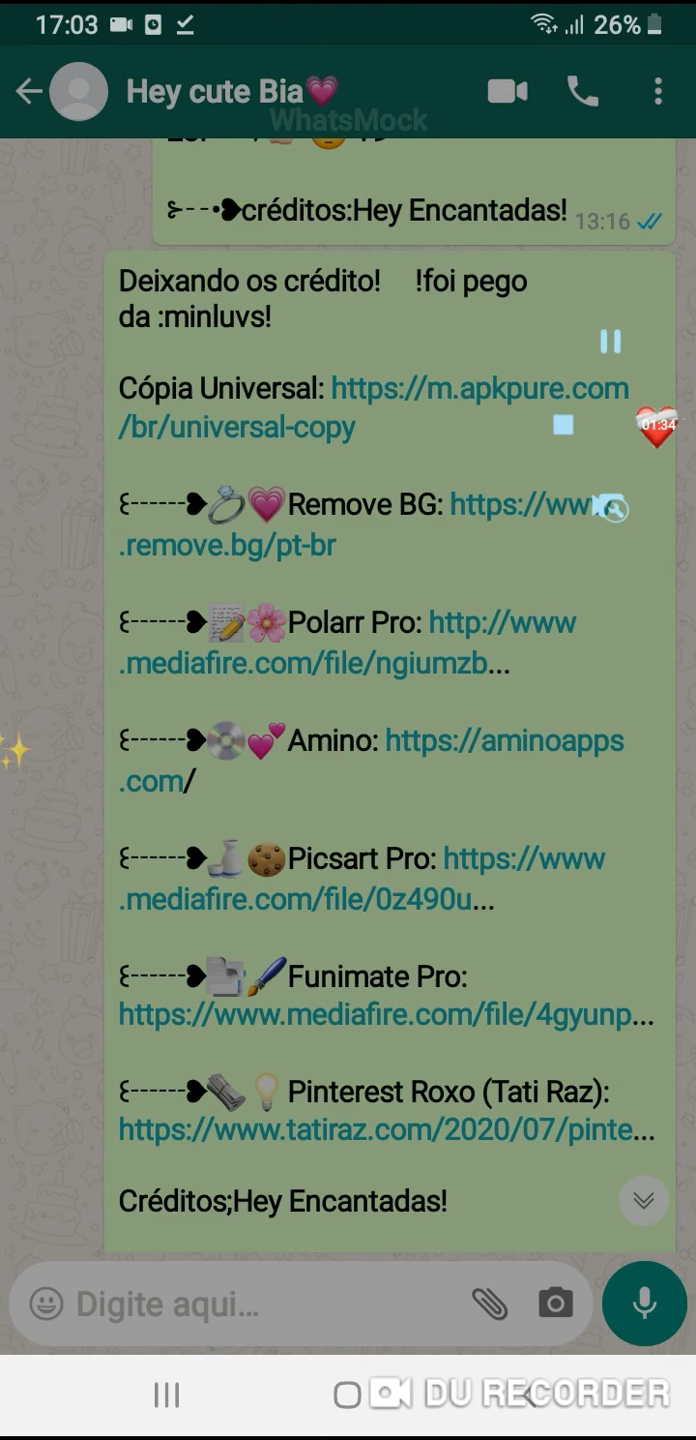 17:03 26%
Hey cute Bia💗
WhatsMock
⊱--•❥créditos:Hey Encantadas! 13:16
Deixando os crédito! !foi pego
da :minluvs!
Cópia Universal: https://m.apkpure.com
/br/universal-copy
01:34
꒰------❥💍💗Remove BG: https://www
.remove.bg/pt-br
꒰------❥📝🌸Polarr Pro: http://www
.mediafire.com/file/ngiumzb...
꒰------❥💿💕Amino: https://aminoapps
.com/
꒰------❥🍶🍪Picsart Pro: https://www
.mediafire.com/file/0z490u...
꒰------❥📑🖌️Funimate Pro:
https://www.mediafire.com/file/4gyunp...
꒰------❥🗞️💡Pinterest Roxo (Tati Raz):
https://www.tatiraz.com/2020/07/pinte...
Créditos;Hey Encantadas!
Digite aqui...
DU RECORDER